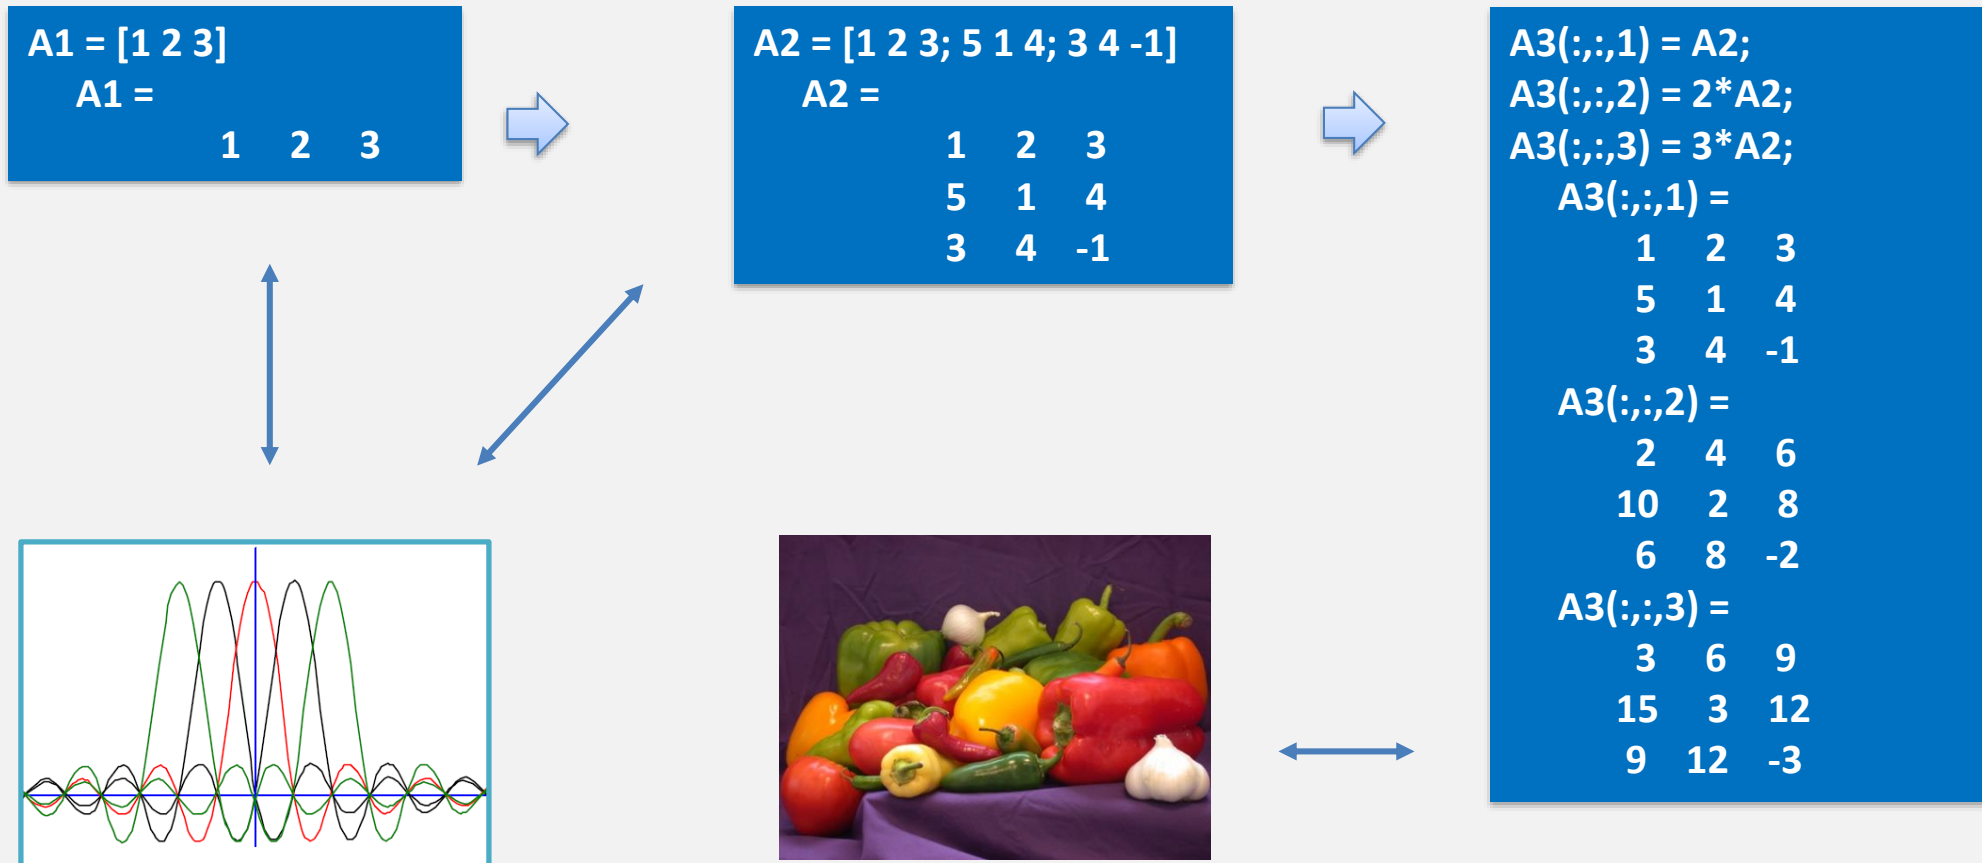 A1 = [1 2 3]
A1 =
1 2 3
A2 = [1 2 3; 5 1 4; 3 4 -1]
A2 =
1 2 3
5 1 4
3 4 -1
A3(:,:,1) = A2;
A3(:,:,2) = 2*A2;
A3(:,:,3) = 3*A2;
A3(:,:,1) =
1 2 3
5 1 4
3 4 -1
A3(:,:,2) =
2 4 6
10 2 8
6 8 -2
A3(:,:,3) =
3 6 9
15 3 12
9 12 -3